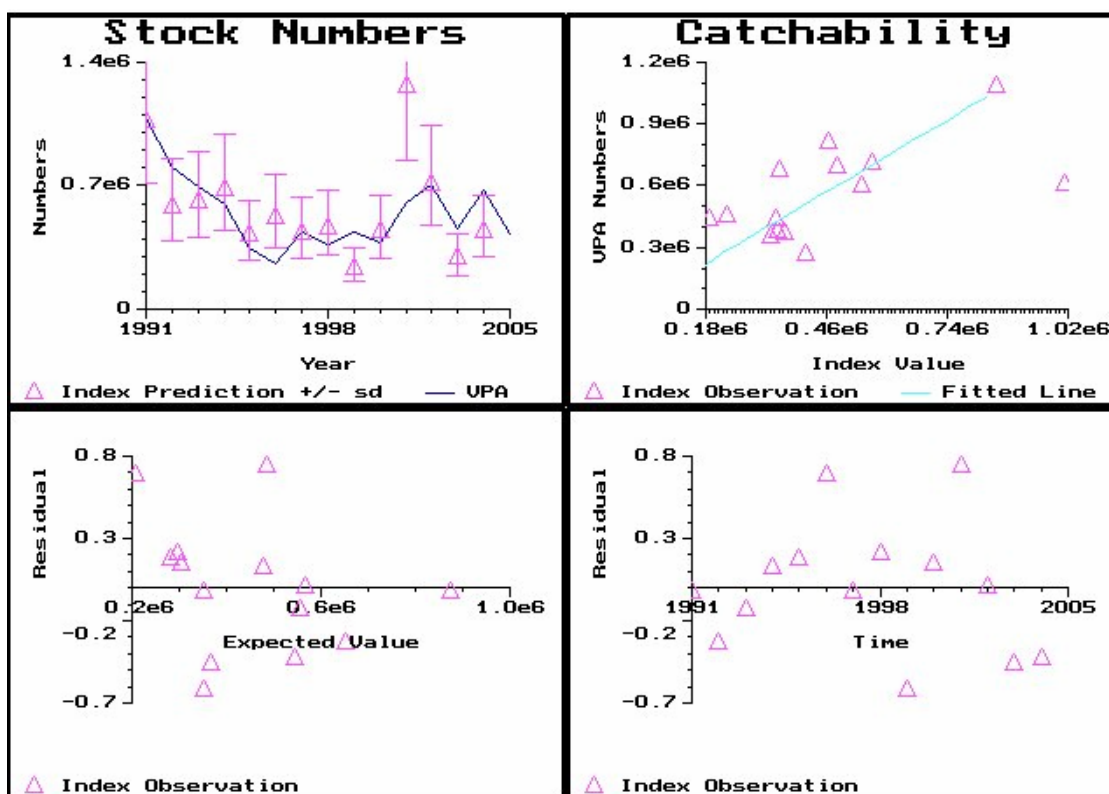 Stock Numbers
1.4e6
0.7e6
0
Numbers
1991 1998 2005
Year
Index Prediction +/- sd VPA
Catchability
1.2e6
0.9e6
0.6e6
0.3e6
0
VPA Numbers
0.18e6 0.46e6 0.74e6 1.02e6
Index Value
Index Observation Fitted Line
0.8
0.3
-0.2
-0.7
Residual
0.2e6 0.6e6 1.0e6
Expected Value
Index Observation
0.8
0.3
-0.2
-0.7
Residual
1991 1998 2005
Time
Index Observation